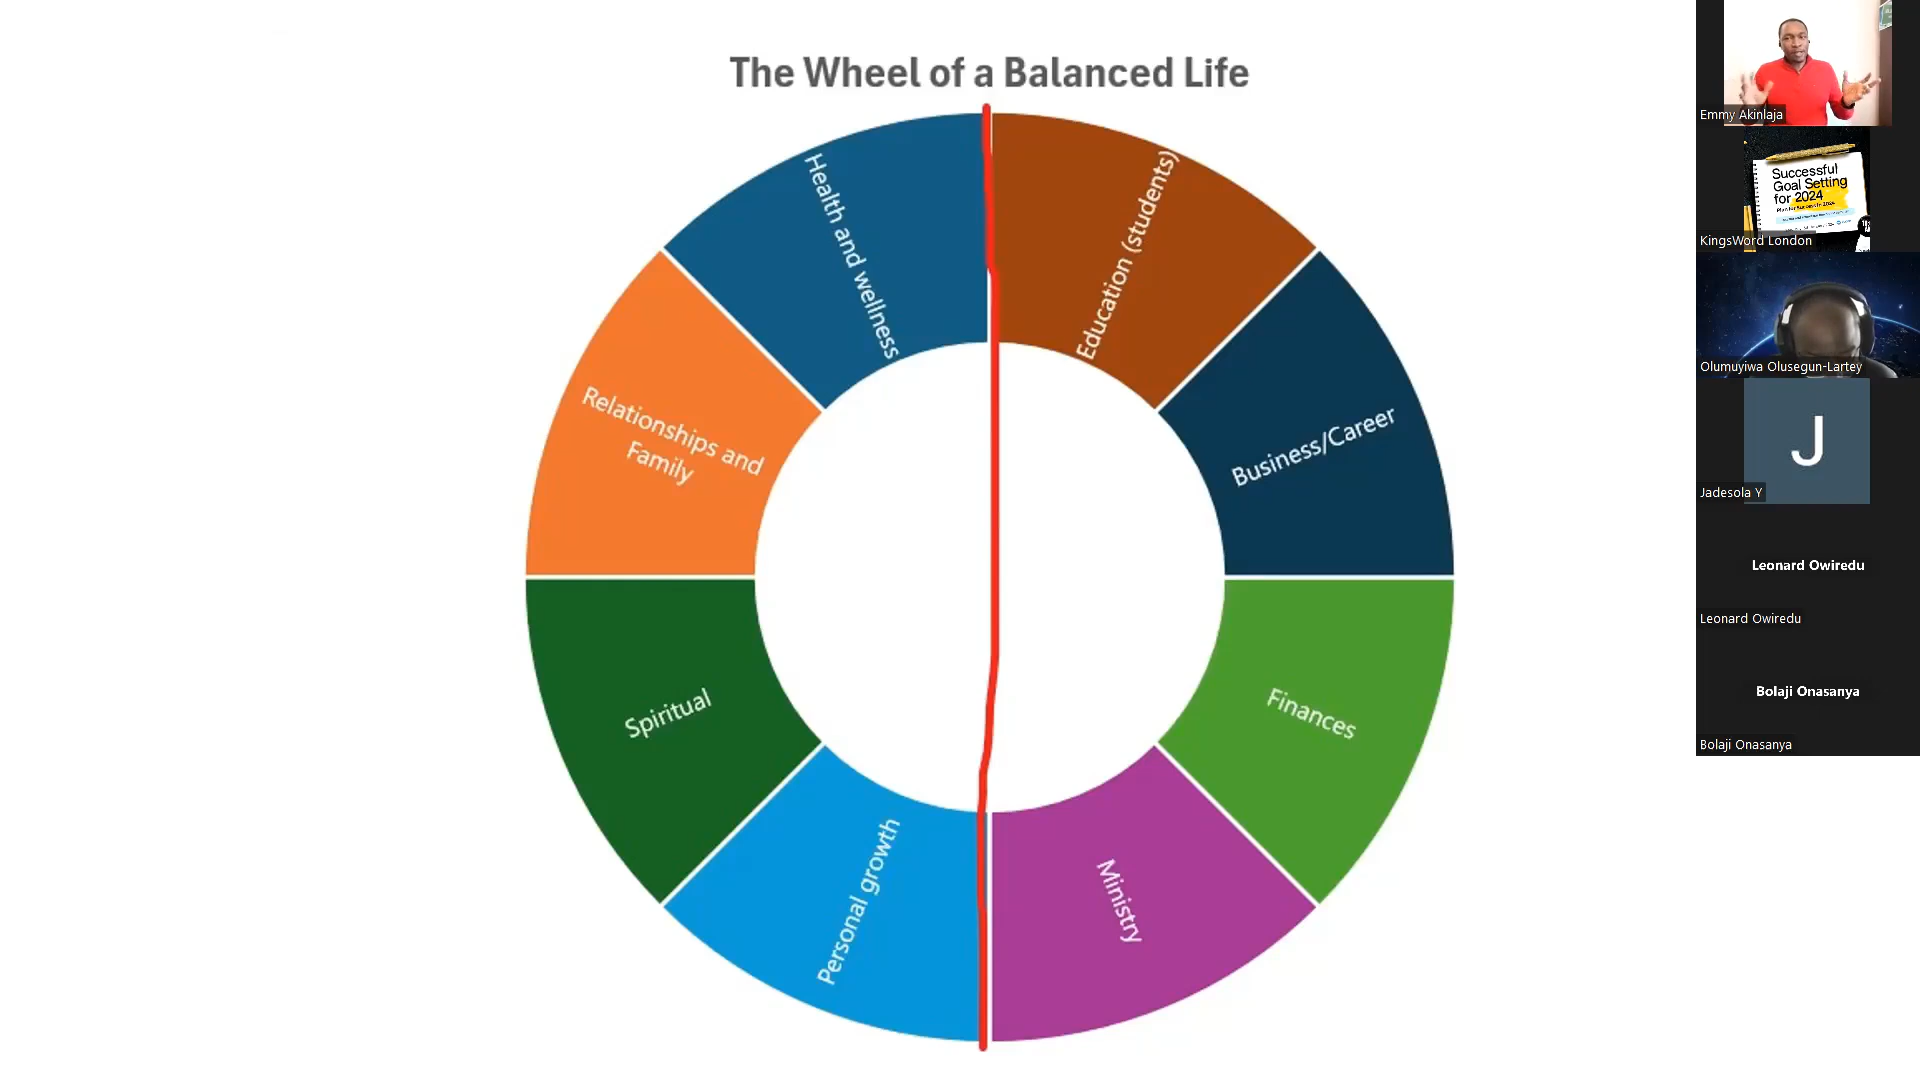 The Wheel of a Balanced Life
Health and wellness
Education (students)
Relationships and
Family
Business/Career
Spiritual
Finances
Personal growth
Ministry
Emmy Akinlaja
Successful
Goal Setting
for 2024
KingsWord London
Olumuyiwa Olusegun-Lartey
J
Jadesola Y
Leonard Owiredu
Leonard Owiredu
Bolaji Onasanya
Bolaji Onasanya